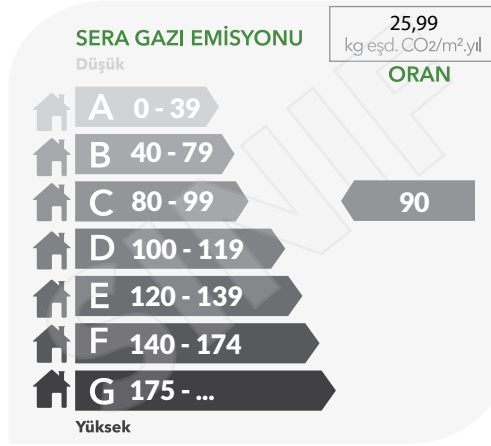 SERA GAZI EMİSYONU
25,99
kg eşd. CO2/m².yıl
Düşük
ORAN
A 0 - 39
B 40 - 79
C 80 - 99
90
D 100 - 119
E 120 - 139
F 140 - 174
G 175 - ...
Yüksek
SINIF